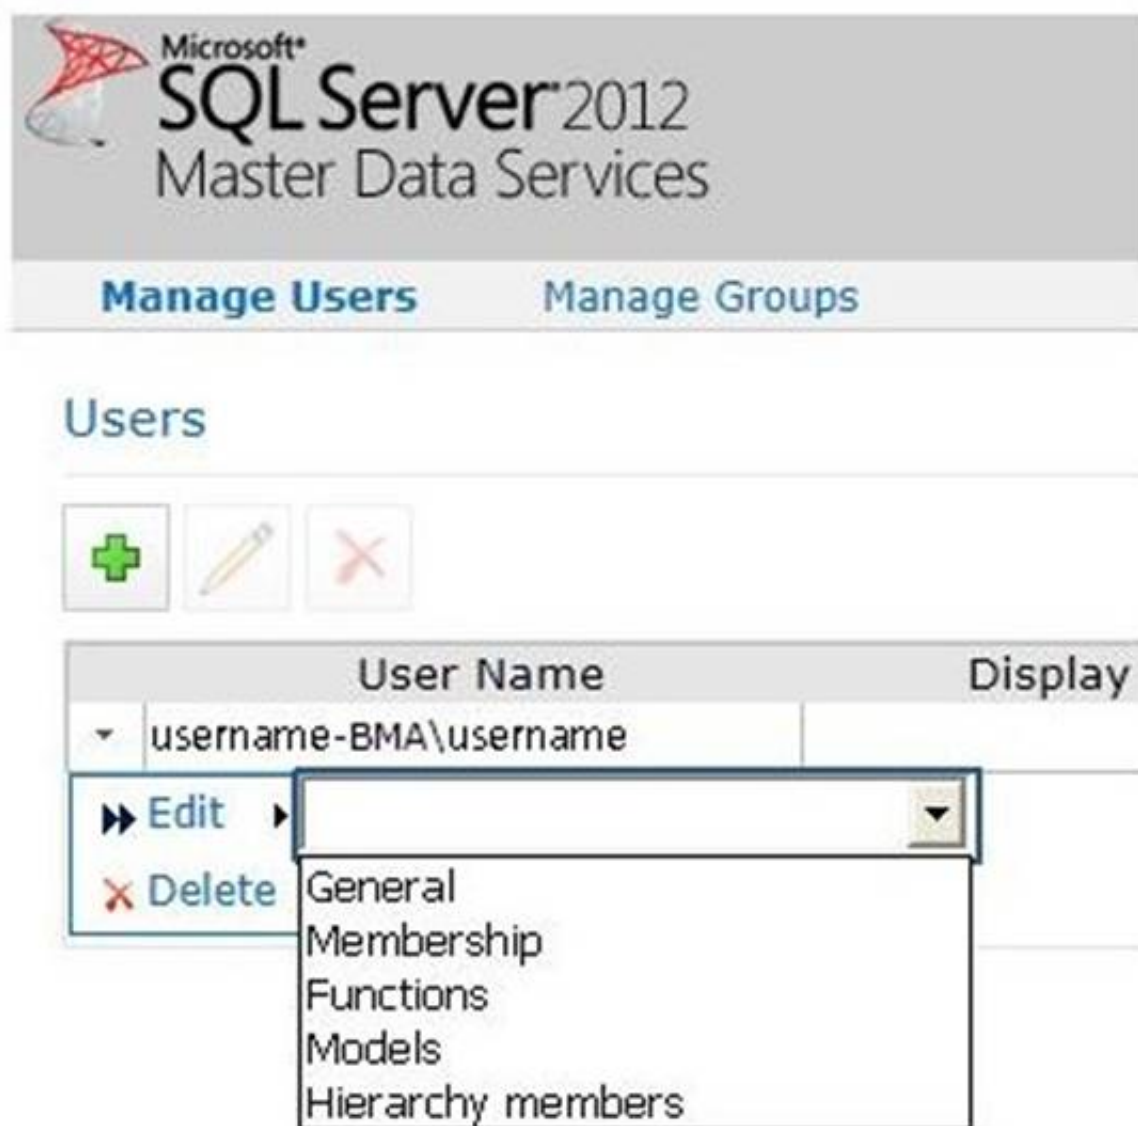 Microsoft®
SQL Server® 2012
Master Data Services
Manage Users Manage Groups
Users
User Name Display
username-BMA\username
Edit
Delete
General
Membership
Functions
Models
Hierarchy members